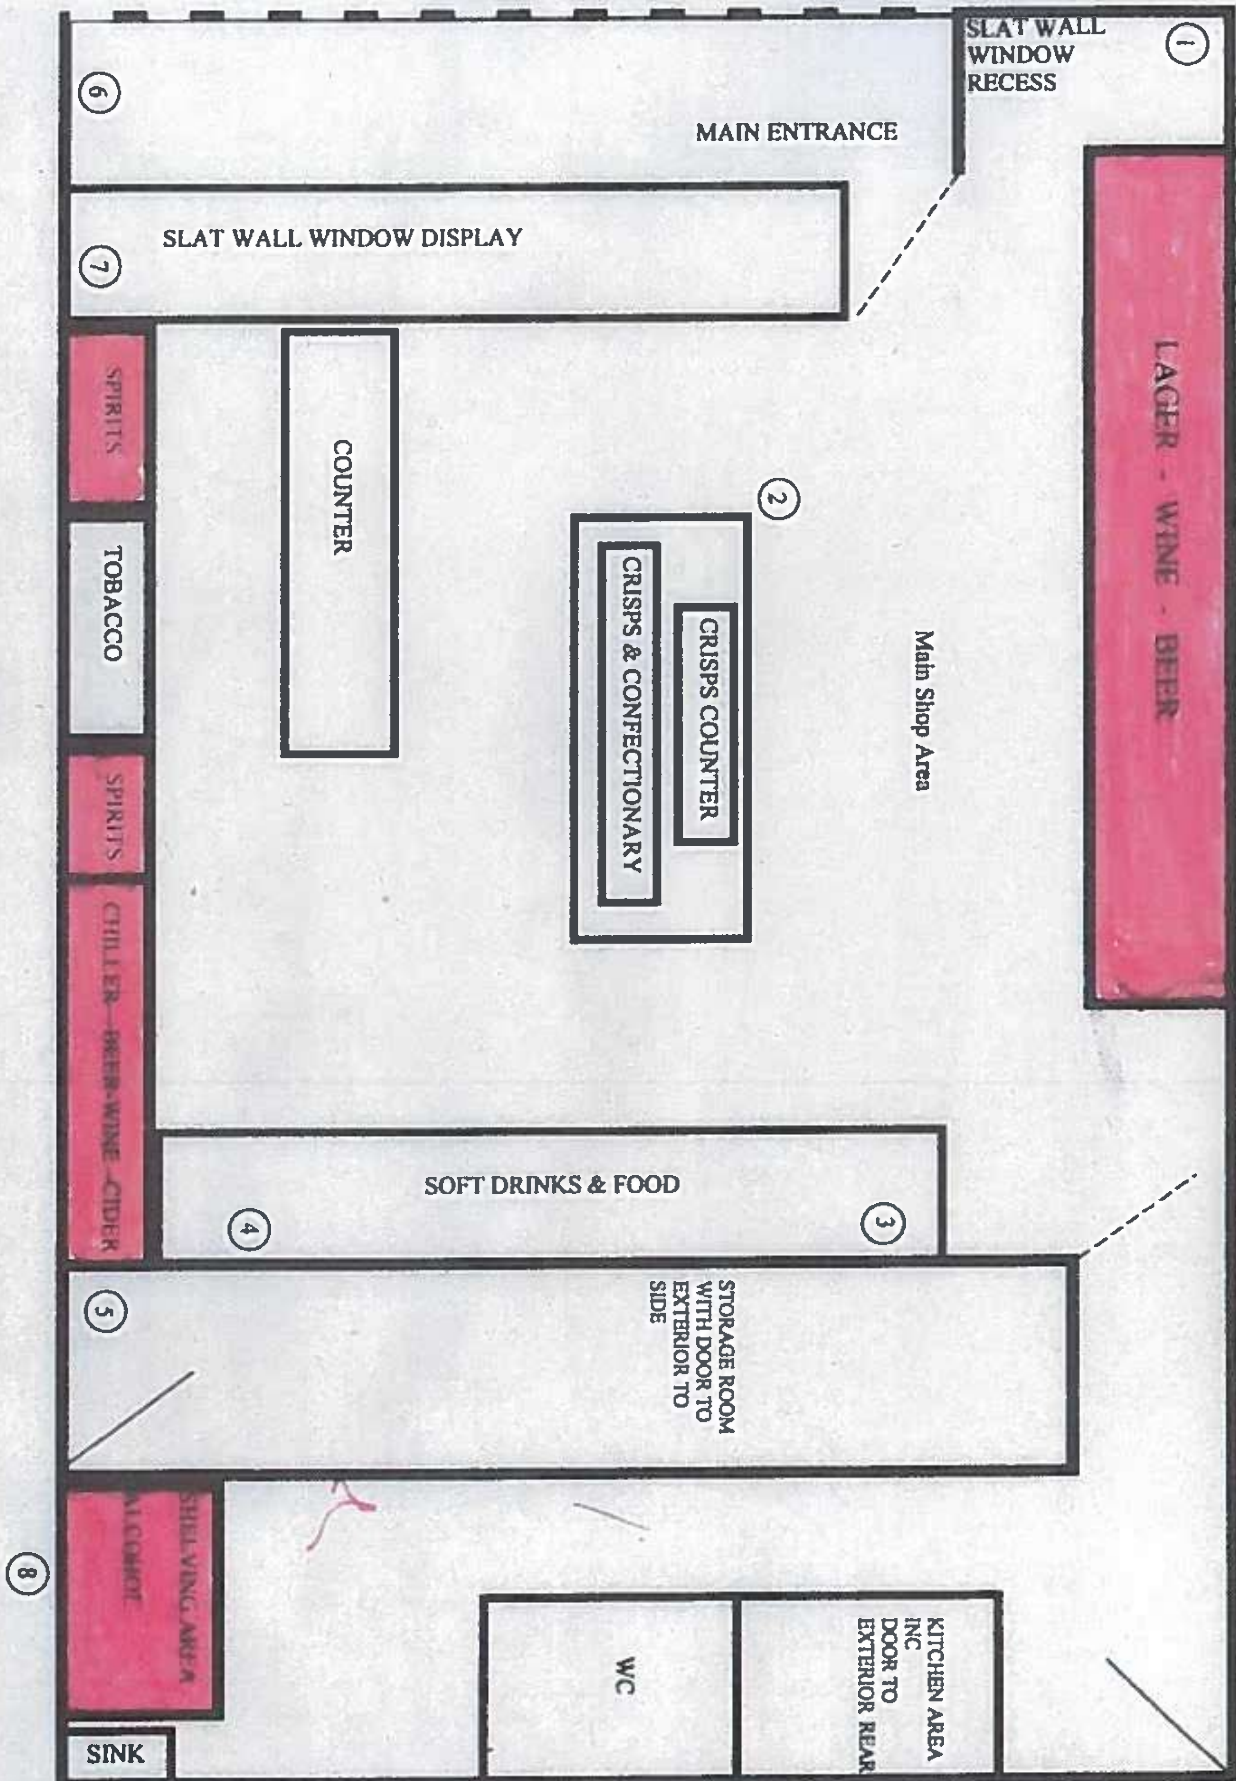 SLAT WALL
WINDOW
RECESS
1
6
MAIN ENTRANCE
SLAT WALL WINDOW DISPLAY
7
LAGER - WINE - BEER
SPIRITS
COUNTER
2
TOBACCO
CRISPS COUNTER
CRISPS & CONFECTIONARY
Main Shop Area
SPIRITS
CHILLER - BEER-WINE-CIDER
SOFT DRINKS & FOOD
4
3
5
STORAGE ROOM
WITH DOOR TO
EXTERIOR TO
SIDE
SHELVING AREA
ALCOHOL
8
WC
KITCHEN AREA
INC
DOOR TO
EXTERIOR REAR
SINK